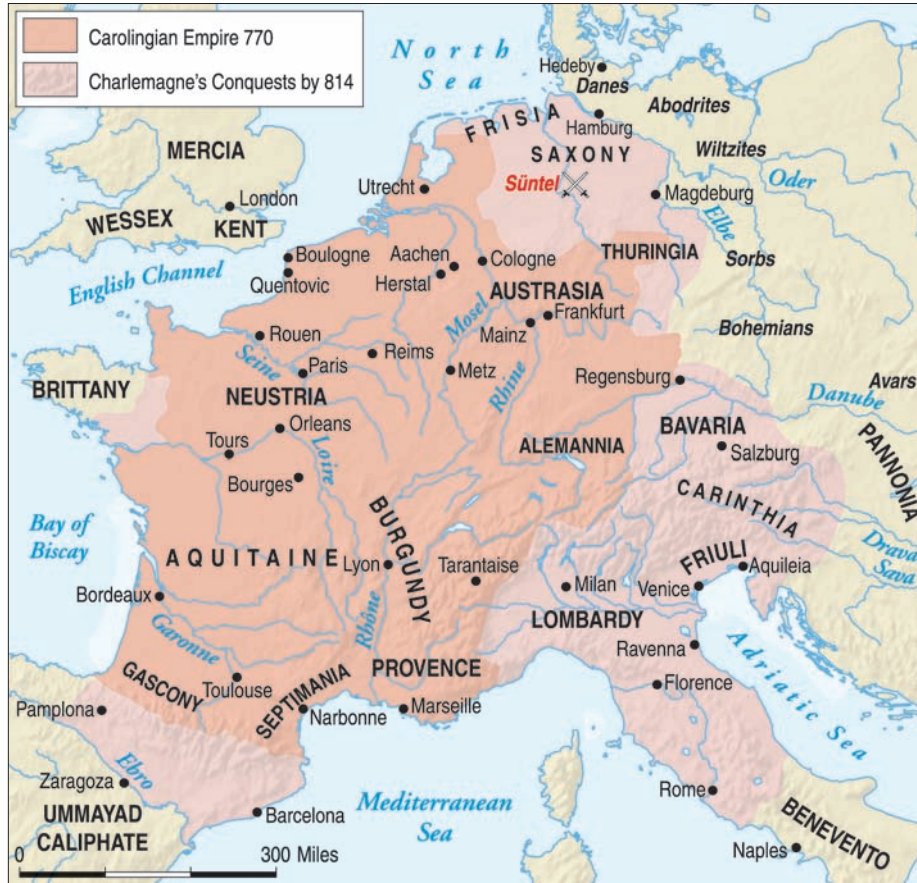 Carolingian Empire 770
Charlemagne's Conquests by 814
North
Sea
Hedeby
Danes
Abodrites
Hamburg
FRISIA
SAXONY
Wiltzites
MERCIA
Süntel
Oder
Utrecht
Magdeburg
London
WESSEX
KENT
Elbe
Boulogne
Aachen
Cologne
THURINGIA
Sorbs
English Channel
Quentovic
Herstal
AUSTRASIA
Frankfurt
Mosel
Mainz
Bohemians
Rouen
Seine
Reims
Paris
Metz
Rhine
Regensburg
Avars
BRITTANY
NEUSTRIA
Danube
Orleans
BAVARIA
Tours
Loire
ALEMANNIA
Salzburg
PANNONIA
Bourges
CARINTHIA
Bay of
Biscay
BURGUNDY
AQUITAINE
Lyon
Tarantaise
FRIULI
Aquileia
Drava
Sava
Milan
Venice
Bordeaux
Rhône
LOMBARDY
Garonne
Ravenna
Adriatic Sea
GASCONY
Toulouse
SEPTIMANIA
PROVENCE
Florence
Pamplona
Narbonne
Marseille
Ebro
Zaragoza
Rome
UMMAYAD
CALIPHATE
Barcelona
Mediterranean
Sea
BENEVENTO
Naples
0
300 Miles